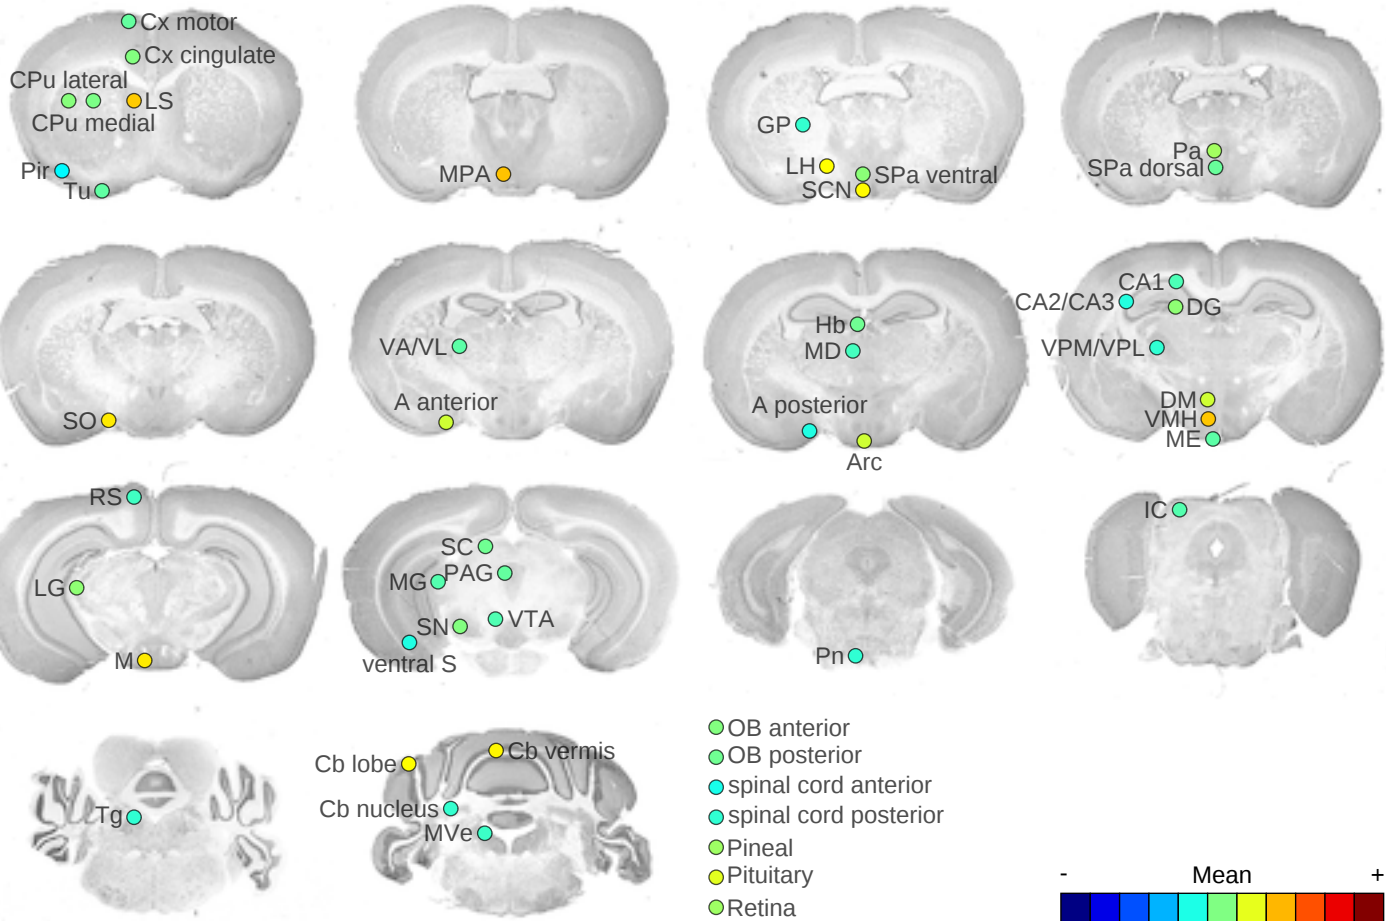 Cx motor
Cx cingulate
CPu lateral
LS
CPu medial
Pir
Tu
MPA
GP
LH
SPa ventral
SCN
Pa
SPa dorsal
SO
VA/VL
A anterior
Hb
MD
A posterior
Arc
CA1
CA2/CA3
DG
VPM/VPL
DM
VMH
ME
RS
LG
M
SC
PAG
MG
VTA
SN
ventral S
Pn
IC
Tg
Cb vermis
Cb lobe
Cb nucleus
MVe
OB anterior
OB posterior
spinal cord anterior
spinal cord posterior
Pineal
Pituitary
Retina
- Mean +